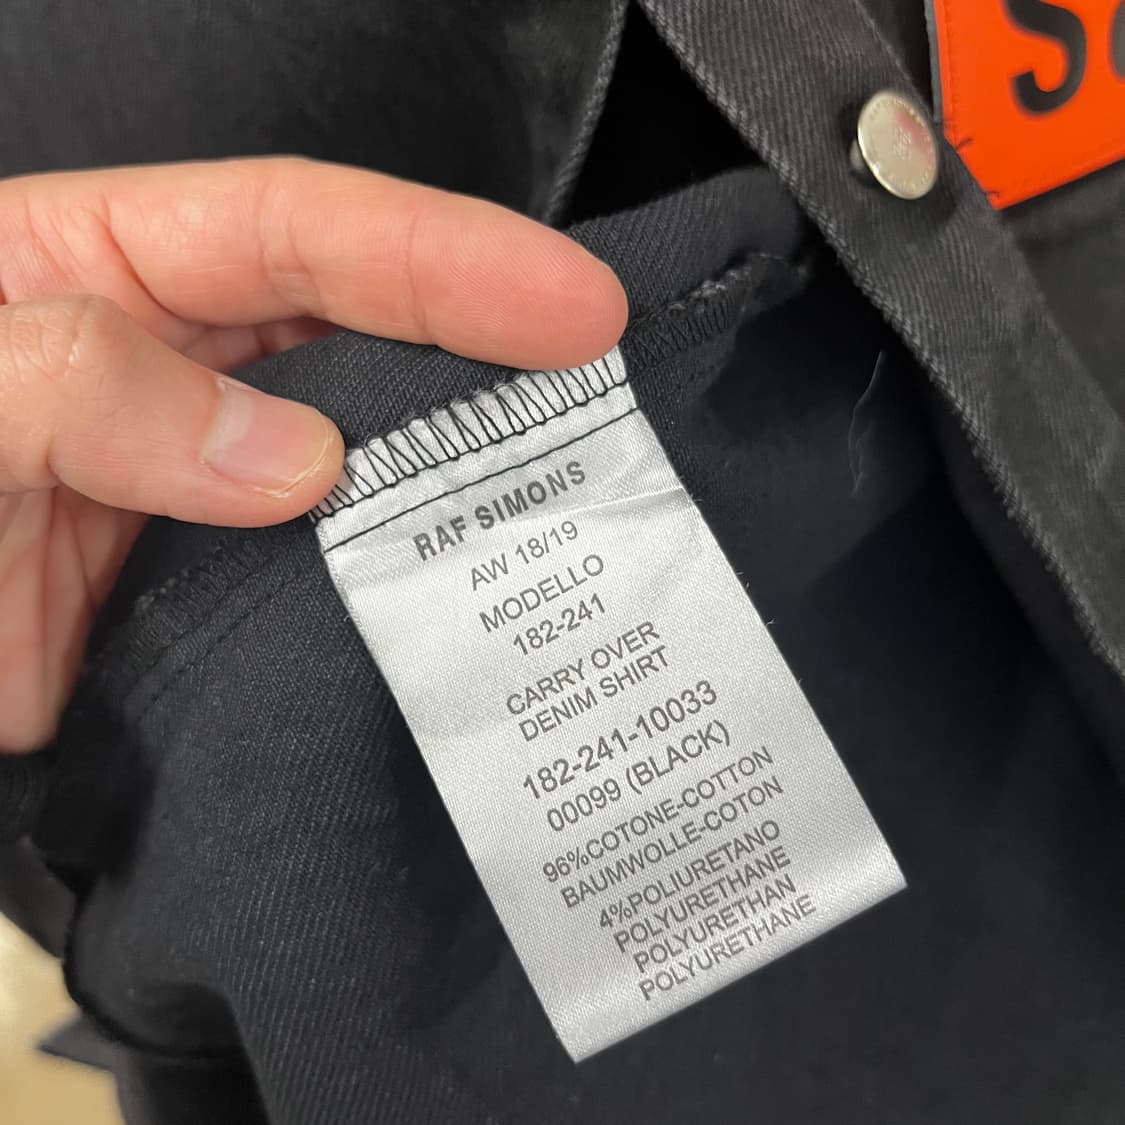 RAF SIMONS
AW 18/19
MODELLO
182-241
CARRY OVER
DENIM SHIRT
182-241-10033
00099 (BLACK)
96%COTONE-COTTON
BAUMWOLLE-COTON
4%POLIURETANO
POLYURETHANE
POLYURETHAN
POLYURETHANE